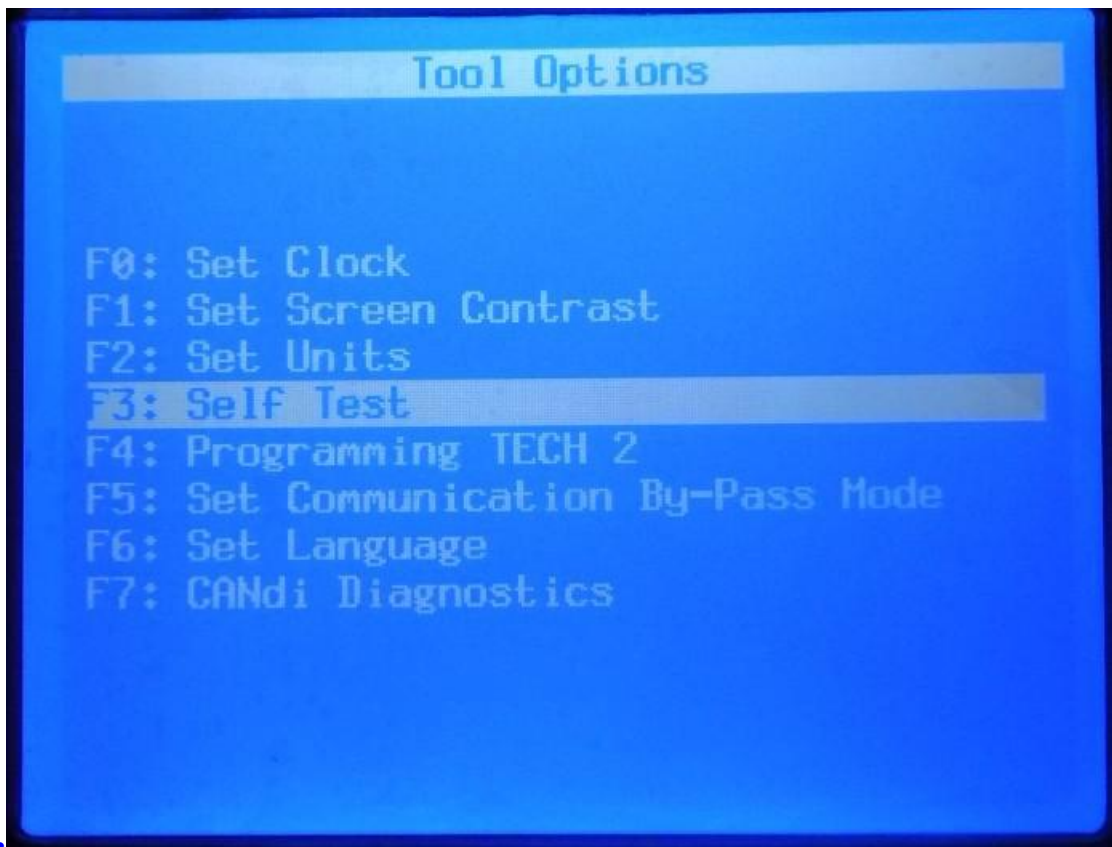 Tool Options
F0: Set Clock
F1: Set Screen Contrast
F2: Set Units
F3: Self Test
F4: Programming TECH 2
F5: Set Communication By-Pass Mode
F6: Set Language
F7: CANdi Diagnostics